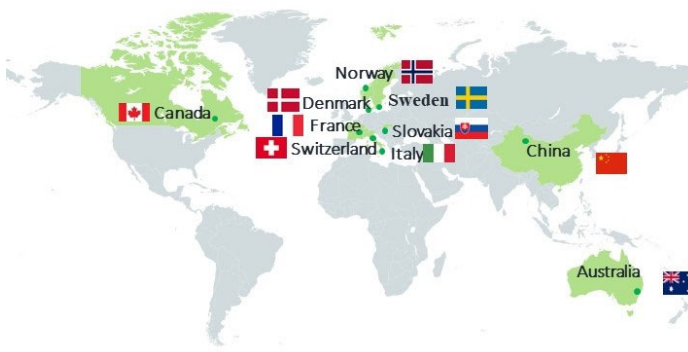 Norway
Sweden
Denmark
Canada
France
Slovakia
Switzerland
Italy
China
Australia